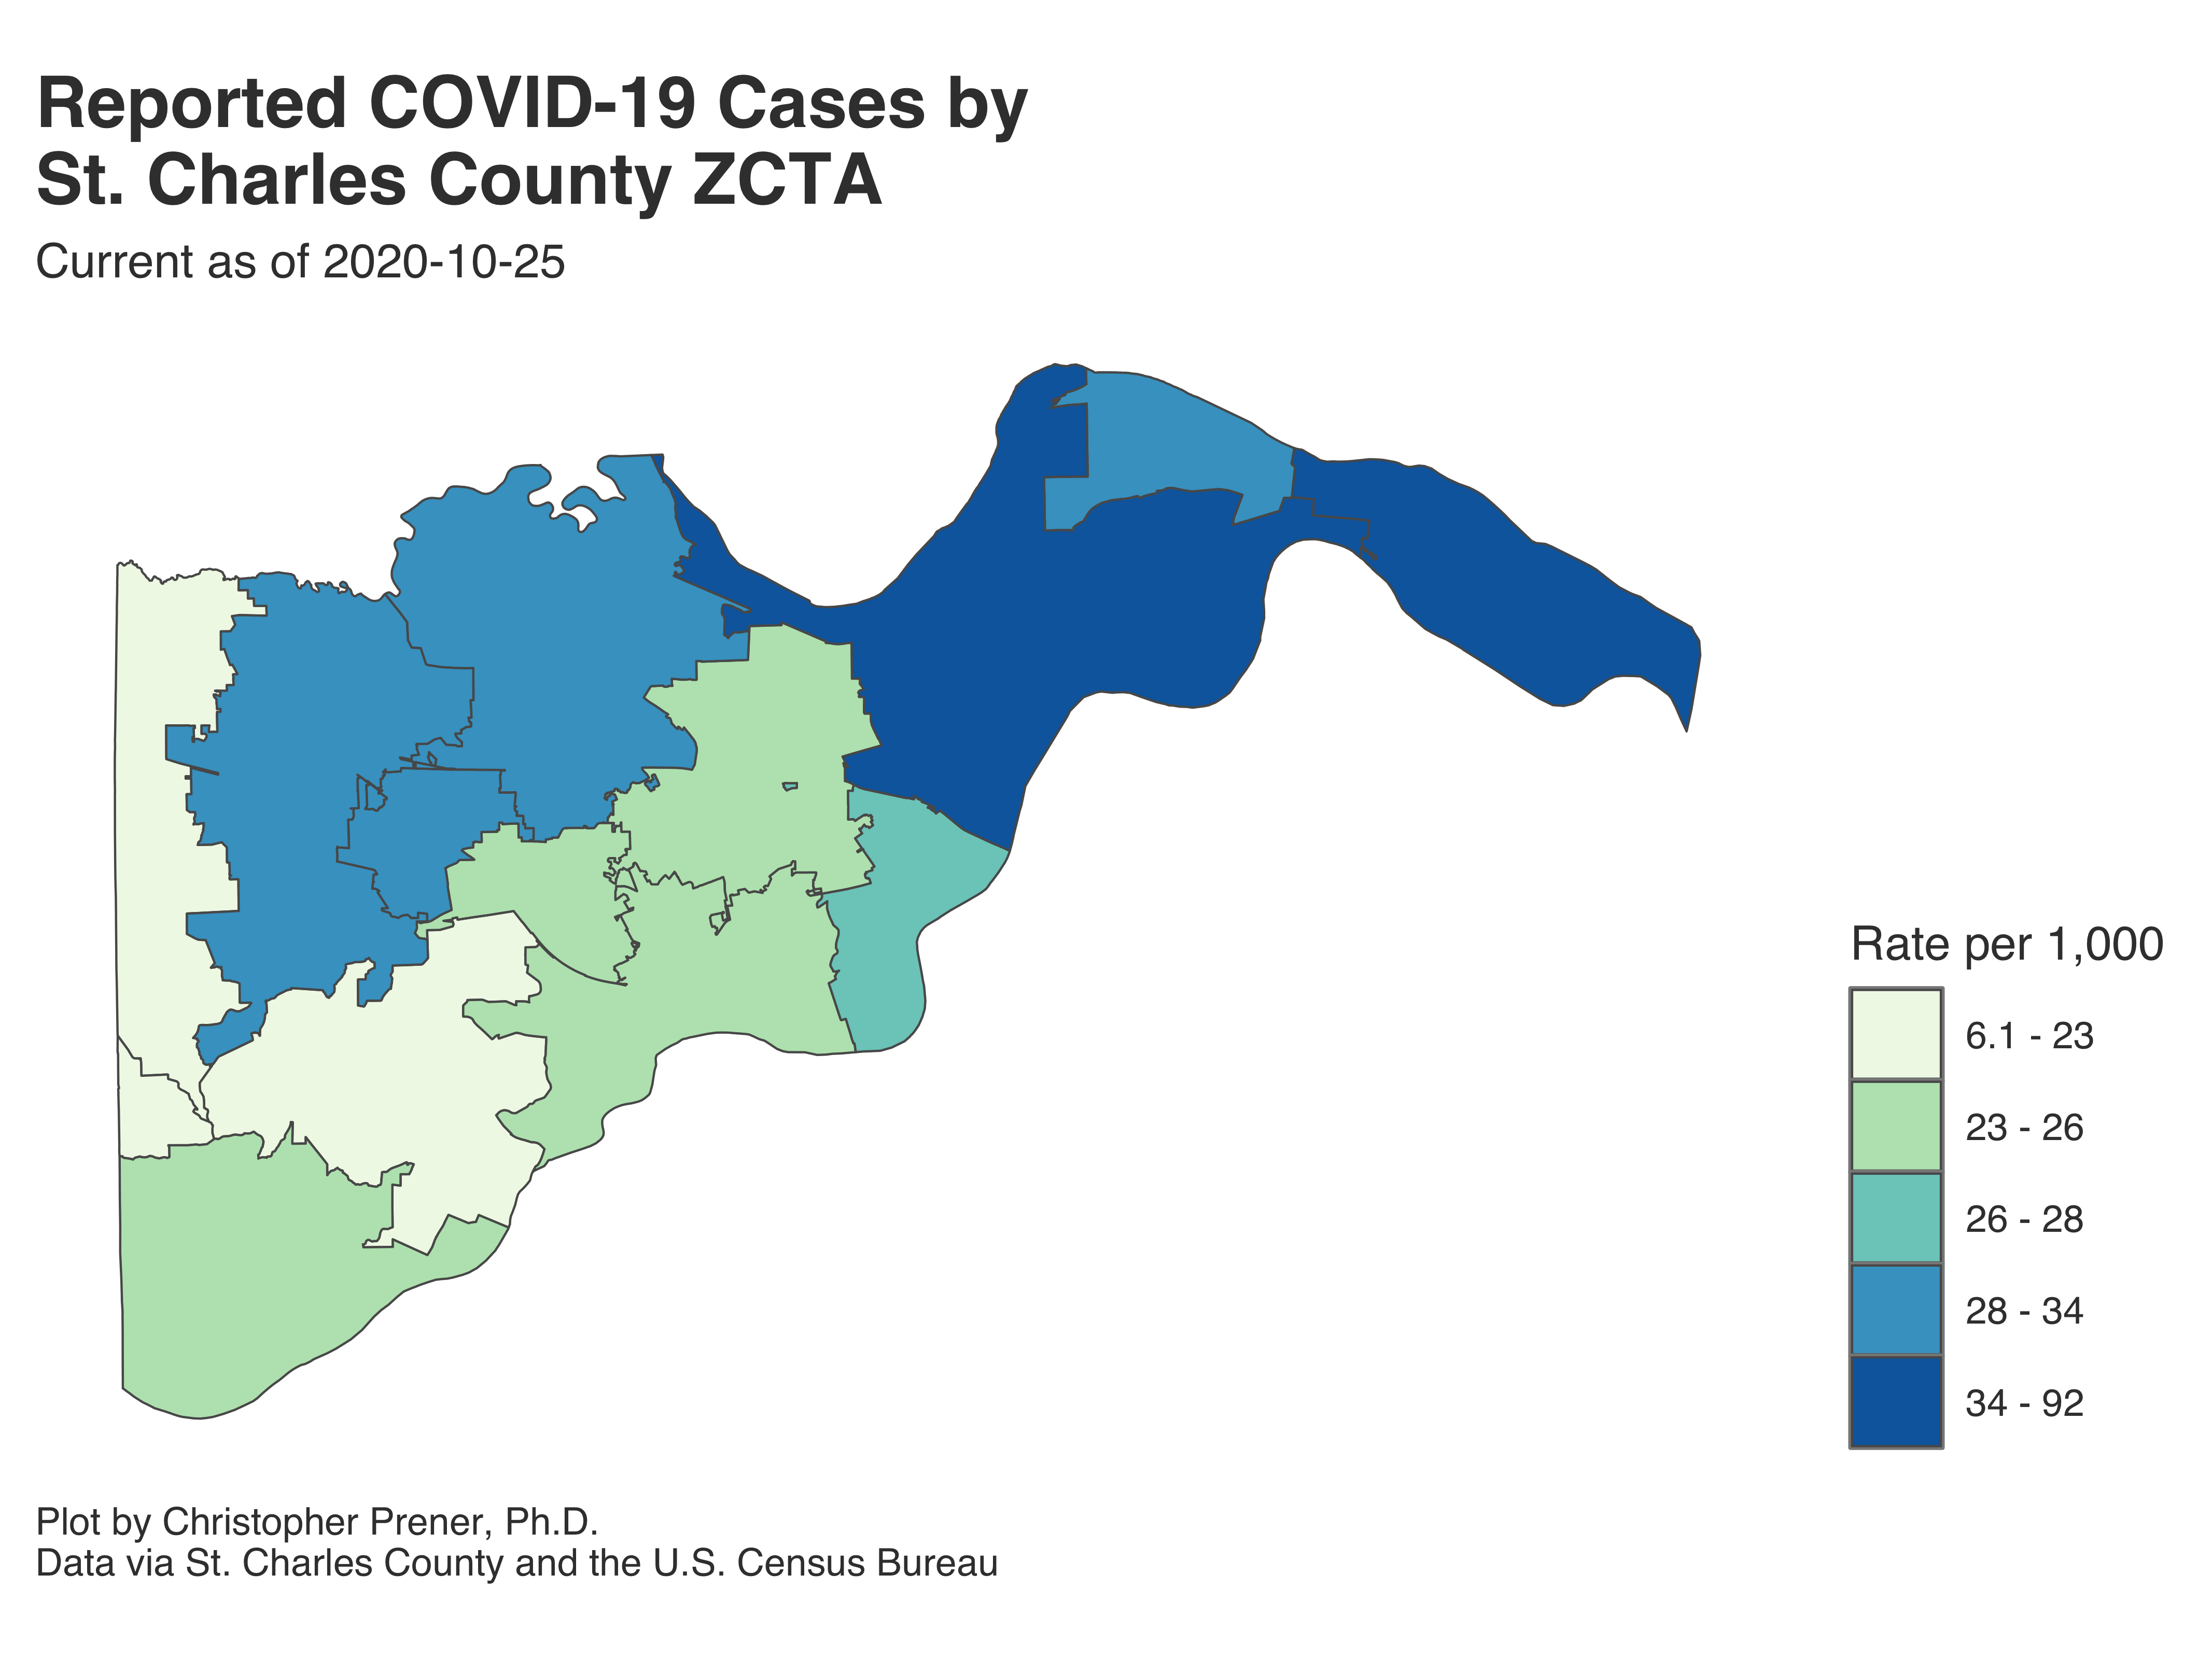 Reported COVID-19 Cases by
St. Charles County ZCTA
Current as of 2020-10-25
Rate per 1,000
6.1 - 23
23 - 26
26 - 28
28 - 34
34 - 92
Plot by Christopher Prener, Ph.D.
Data via St. Charles County and the U.S. Census Bureau